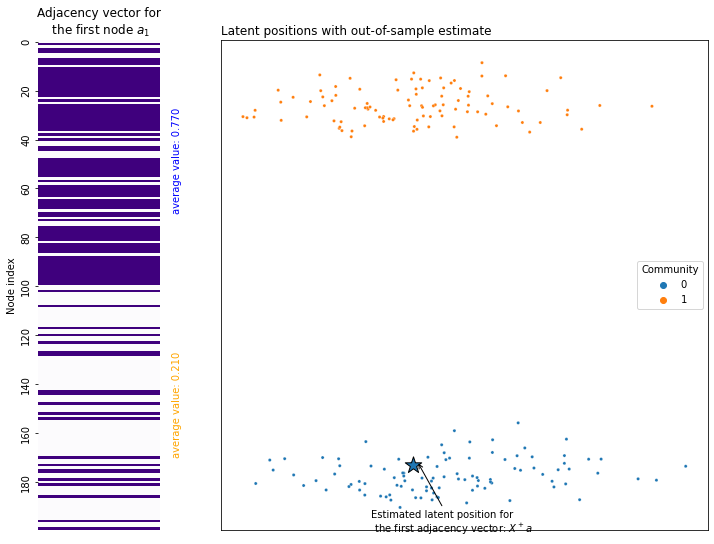 Adjacency vector for
the first node a₁
Latent positions with out-of-sample estimate
0
20
40
60
80
100
120
140
160
180
Node index
average value: 0.770
average value: 0.210
Community
0
1
Estimated latent position for
the first adjacency vector: X⁺a